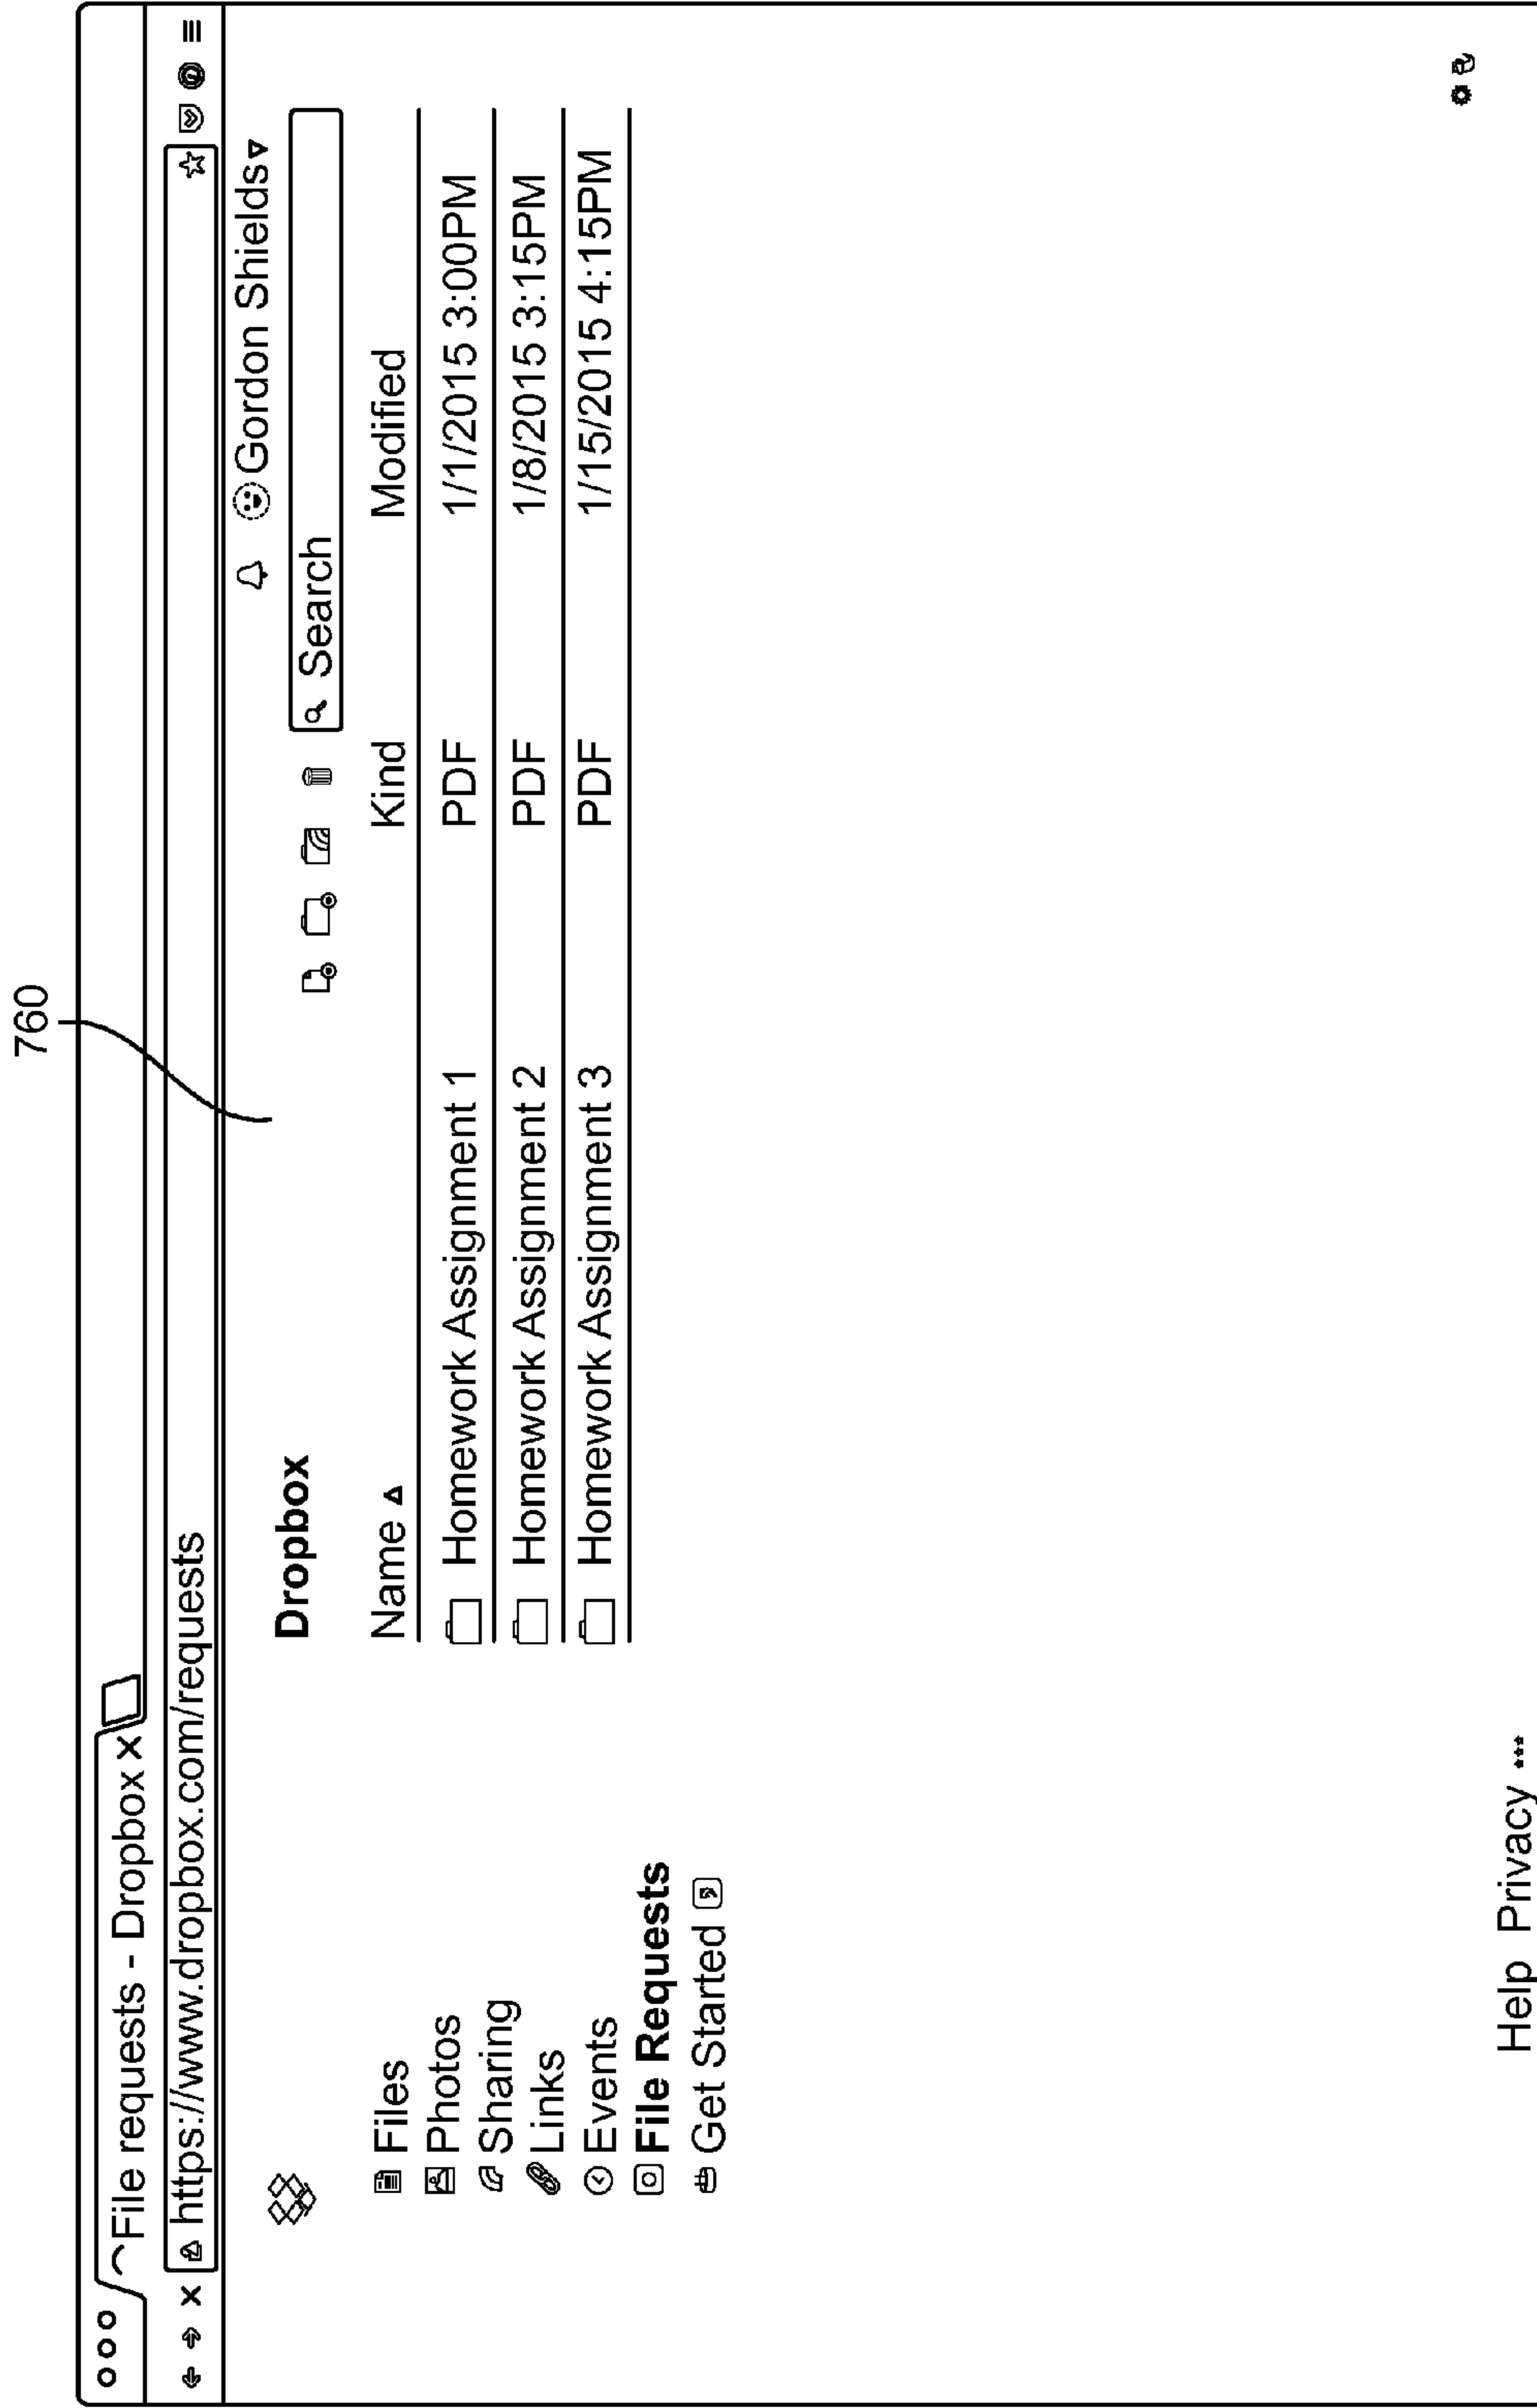 760
File requests - Dropbox x
https://www.dropbox.com/requests
Gordon Shields
Dropbox
Search
Name Kind Modified
Homework Assignment 1 PDF 1/1/2015 3:00PM
Homework Assignment 2 PDF 1/8/2015 3:15PM
Homework Assignment 3 PDF 1/15/2015 4:15PM
Files
Photos
Sharing
Links
Events
File Requests
Get Started
Help Privacy •••